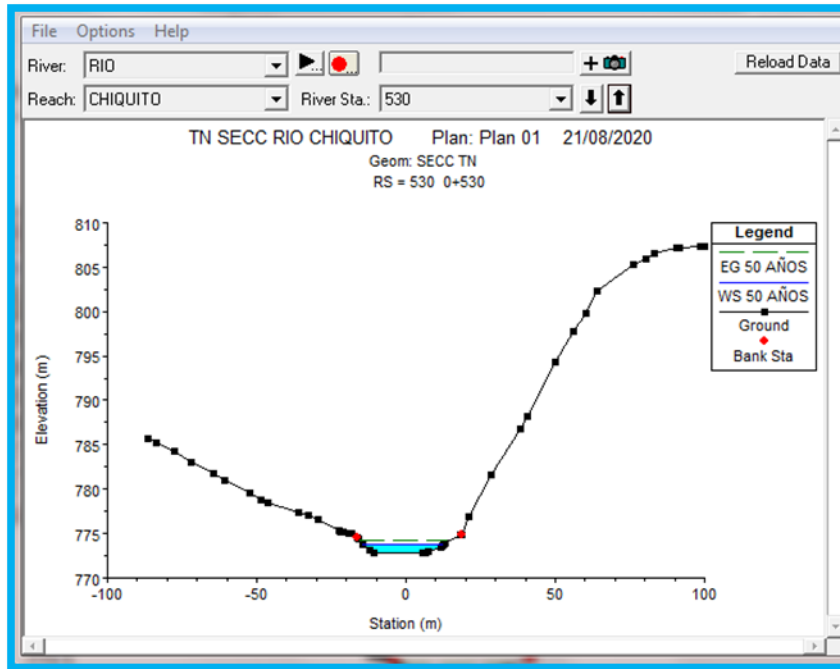 File Options Help
River: RIO Reload Data
Reach: CHIQUITO River Sta.: 530
TN SECC RIO CHIQUITO Plan: Plan 01 21/08/2020
Geom: SECC TN
RS = 530 0+530
810
805
800
795
790
785
780
775
770
Elevation (m)
-100 -50 0 50 100
Station (m)
Legend
EG 50 AÑOS
WS 50 AÑOS
Ground
Bank Sta